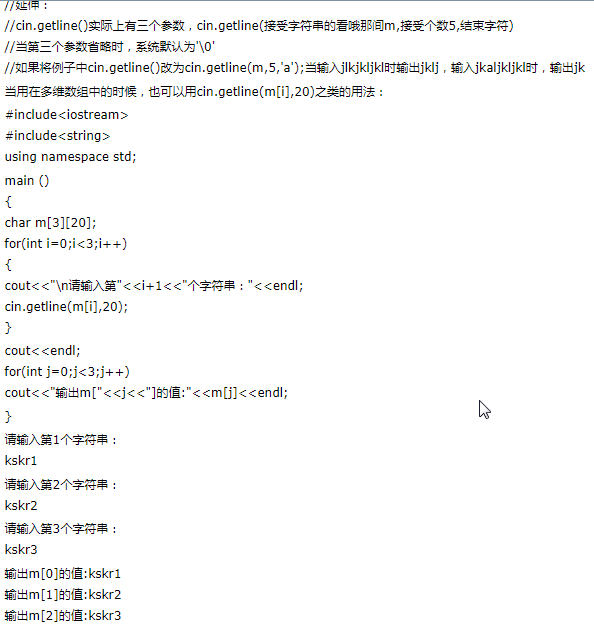 //延伸：
//cin.getline()实际上有三个参数，cin.getline(接受字符串的看哦那间m,接受个数5,结束字符)
//当第三个参数省略时，系统默认为'\0'
//如果将例子中cin.getline()改为cin.getline(m,5,'a');当输入jlkjkljkl时输出jklj，输入jkaljkljkl时，输出jk
当用在多维数组中的时候，也可以用cin.getline(m[i],20)之类的用法：
#include<iostream>
#include<string>
using namespace std;
main ()
{
char m[3][20];
for(int i=0;i<3;i++)
{
cout<<"\n请输入第"<<i+1<<"个字符串："<<endl;
cin.getline(m[i],20);
}
cout<<endl;
for(int j=0;j<3;j++)
cout<<"输出m["<<j<<"]的值:"<<m[j]<<endl;
}
请输入第1个字符串：
kskr1
请输入第2个字符串：
kskr2
请输入第3个字符串：
kskr3
输出m[0]的值:kskr1
输出m[1]的值:kskr2
输出m[2]的值:kskr3